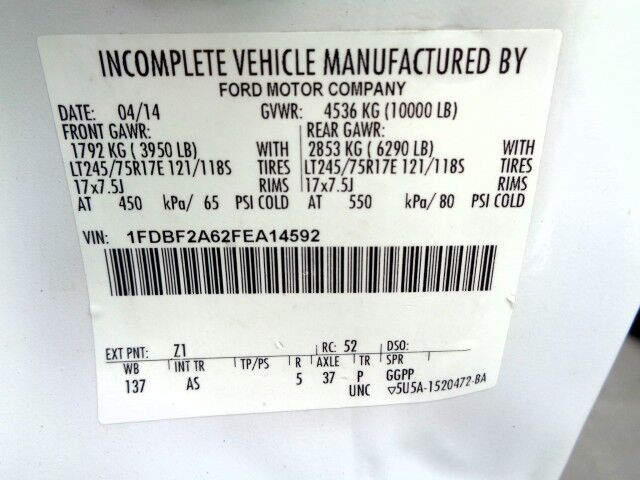 INCOMPLETE VEHICLE MANUFACTURED BY
FORD MOTOR COMPANY
DATE: 04/14 GVWR: 4536 KG (10000 LB)
FRONT GAWR: REAR GAWR:
1792 KG ( 3950 LB) WITH 2853 KG ( 6290 LB) WITH
LT245/75R17E 121/118S TIRES LT245/75R17E 121/118S TIRES
17x7.5J RIMS 17x7.5J RIMS
AT 450 kPa/ 65 PSI COLD AT 550 kPa/ 80 PSI COLD
VIN: 1FDBF2A62FEA14592
EXT PNT: Z1 RC: 52 DSO:
WB INT TR TP/PS R AXLE TR SPR
137 AS 5 37 P GGPP
UNC ▽5U5A-1520472-BA